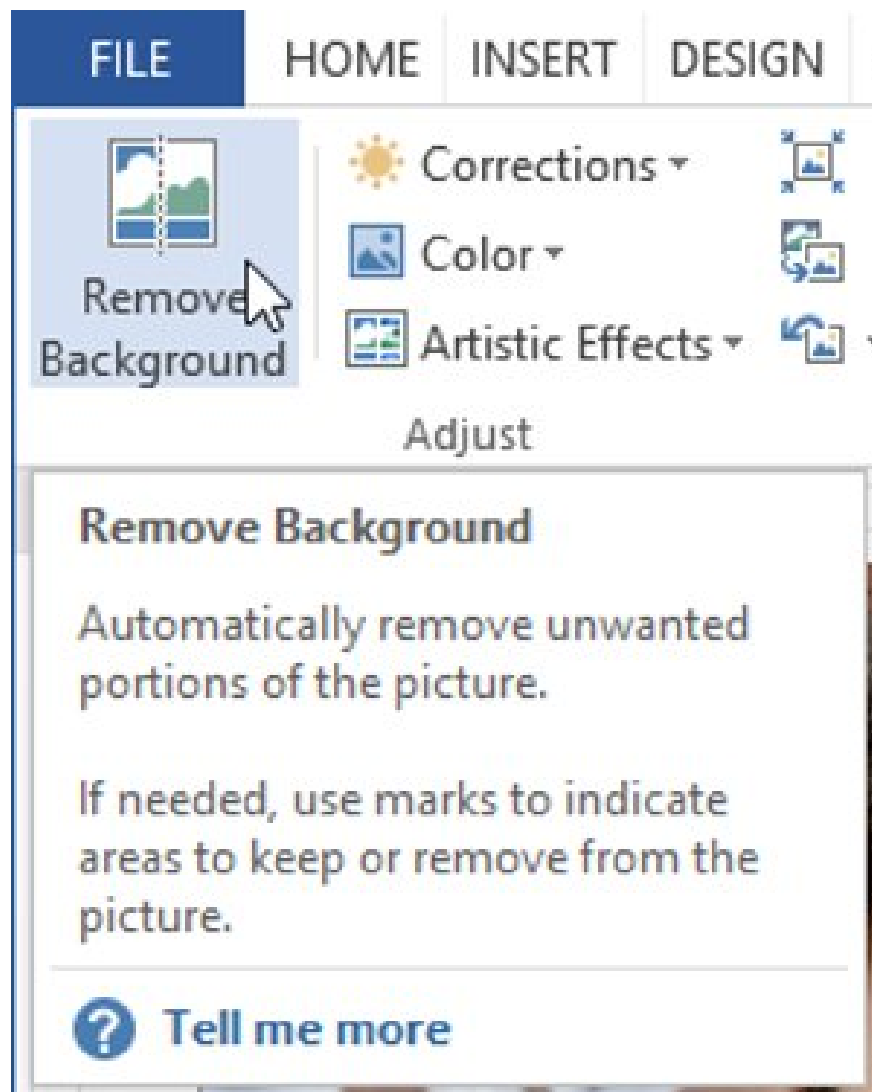 FILE HOME INSERT DESIGN
Corrections
Color
Remove
Background
Artistic Effects
Adjust
Remove Background
Automatically remove unwanted
portions of the picture.
If needed, use marks to indicate
areas to keep or remove from the
picture.
? Tell me more